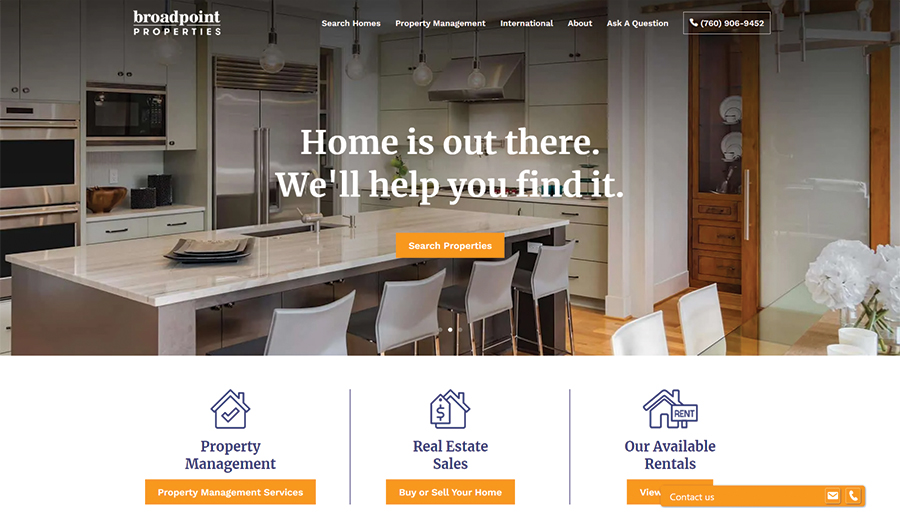 broadpoint
PROPERTIES
Search Homes Property Management International About Ask A Question (760) 906-9452
Home is out there.
We'll help you find it.
Search Properties
$
RENT
Property
Management
Real Estate
Sales
Our Available
Rentals
Property Management Services
Buy or Sell Your Home
View
Contact us